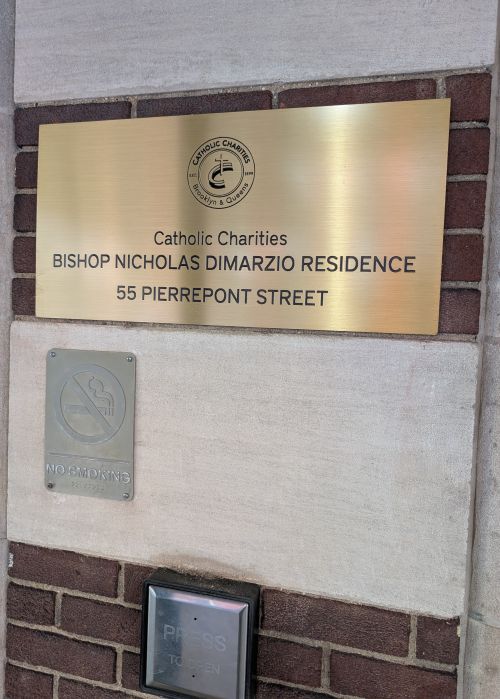 CATHOLIC CHARITIES
Brooklyn & Queens
Catholic Charities
BISHOP NICHOLAS DIMARZIO RESIDENCE
55 PIERREPONT STREET
NO SMOKING
PRESS
TO OPEN